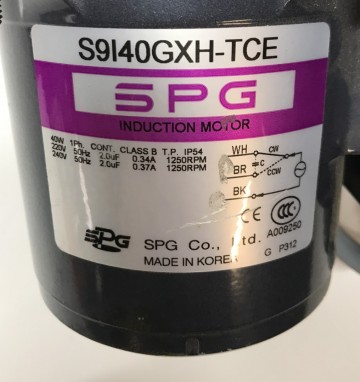 S9I40GXH-TCE
SPG
INDUCTION MOTOR
40W 1Ph. CONT. CLASS B T.P. IP54
220V 50Hz 2.0uF 0.34A 1250RPM
240V 50Hz 2.0uF 0.37A 1250RPM
WH CW
C
BR CCW
BK
CE CCC
A009250
SPG SPG Co., Ltd.
MADE IN KOREA G P312